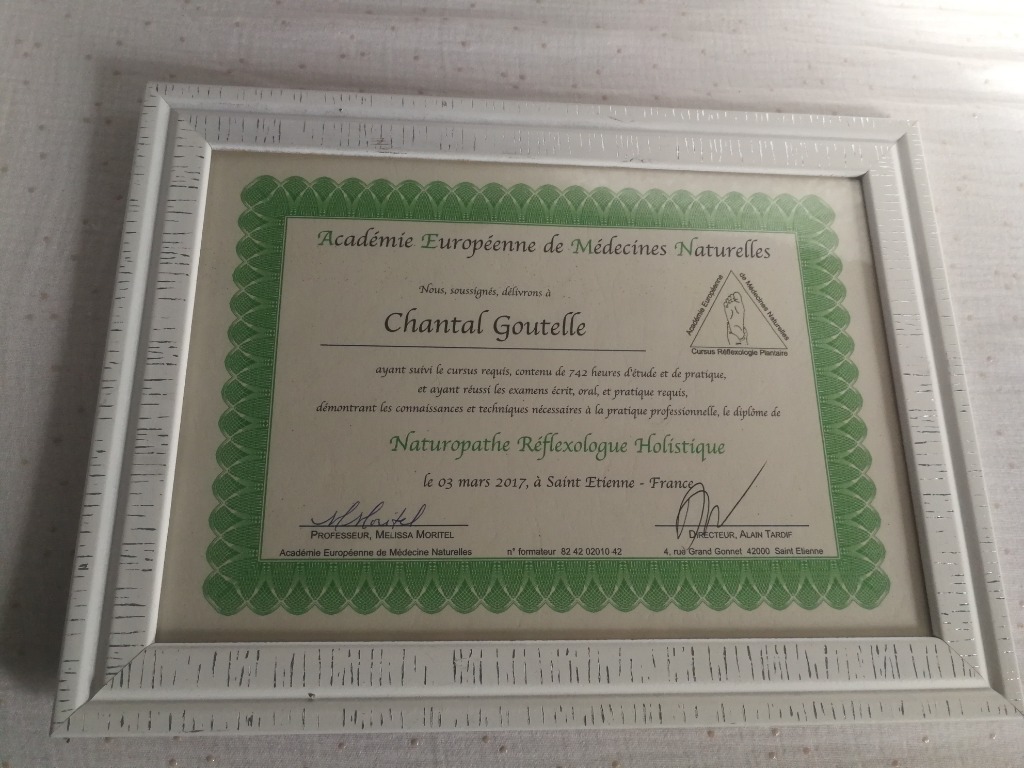 Académie Européenne de Médecines Naturelles
Nous, soussignés, délivrons à
Chantal Goutelle
Académie Européenne de Médecines Naturelles
Cursus Réflexologie Plantaire
ayant suivi le cursus requis, contenu de 742 heures d'étude et de pratique,
et ayant réussi les examens écrit, oral, et pratique requis,
démontrant les connaissances et techniques nécessaires à la pratique professionnelle, le diplôme de
Naturopathe Réflexologue Holistique
le 03 mars 2017, à Saint Etienne - France
M Moritel
Professeur, Melissa Moritel
Directeur, Alain Tardif
Académie Européenne de Médecine Naturelles n° formateur 82 42 02010 42 4, rue Grand Gonnet 42000 Saint Etienne